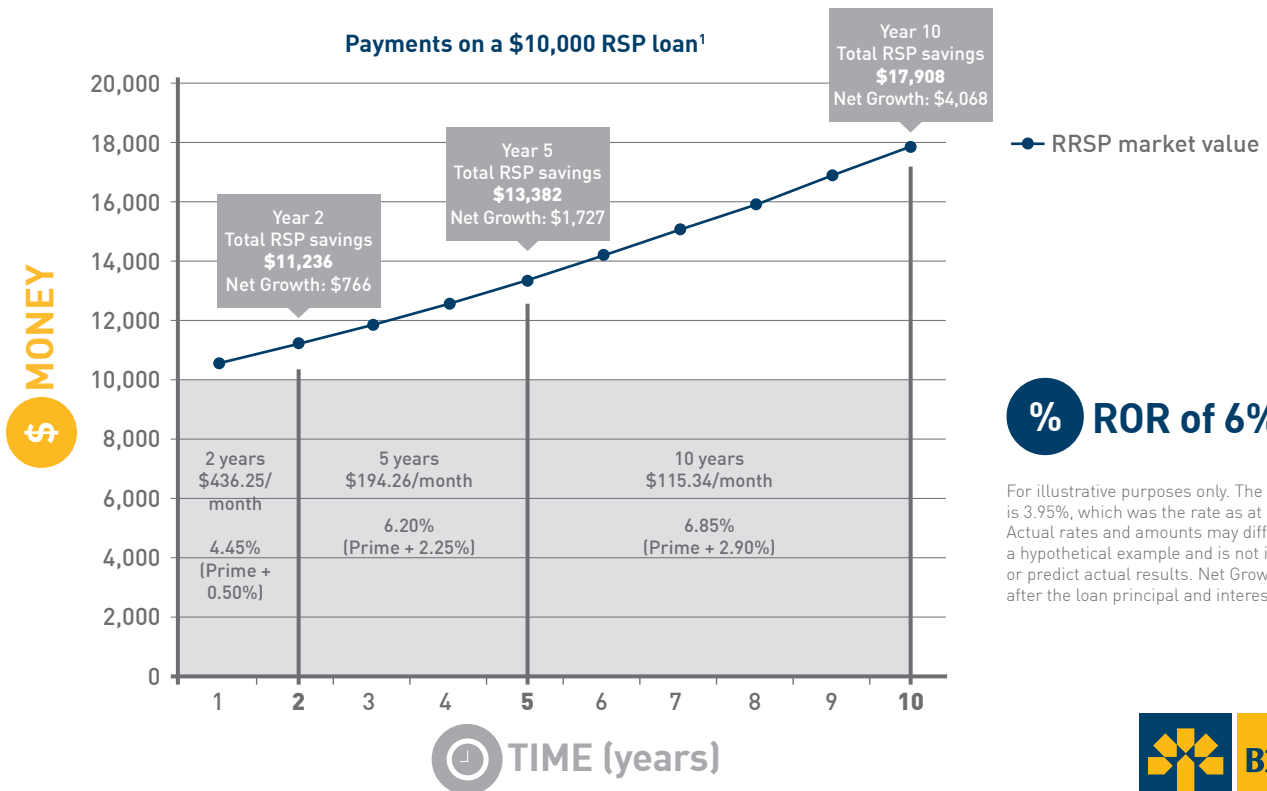 Payments on a $10,000 RSP loan1
Year 10
Total RSP savings
$17,908
Net Growth: $4,068
Year 5
Total RSP savings
$13,382
Net Growth: $1,727
Year 2
Total RSP savings
$11,236
Net Growth: $766
RRSP market value
$ MONEY
20,000
18,000
16,000
14,000
12,000
10,000
8,000
6,000
4,000
2,000
0
2 years
$436.25/
month
4.45%
(Prime +
0.50%)
5 years
$194.26/month
6.20%
(Prime + 2.25%)
10 years
$115.34/month
6.85%
(Prime + 2.90%)
1 2 3 4 5 6 7 8 9 10
TIME (years)
% ROR of 6%
For illustrative purposes only. The
is 3.95%, which was the rate as at
Actual rates and amounts may
a hypothetical example and is not
or predict actual results. Net
after the loan principal and